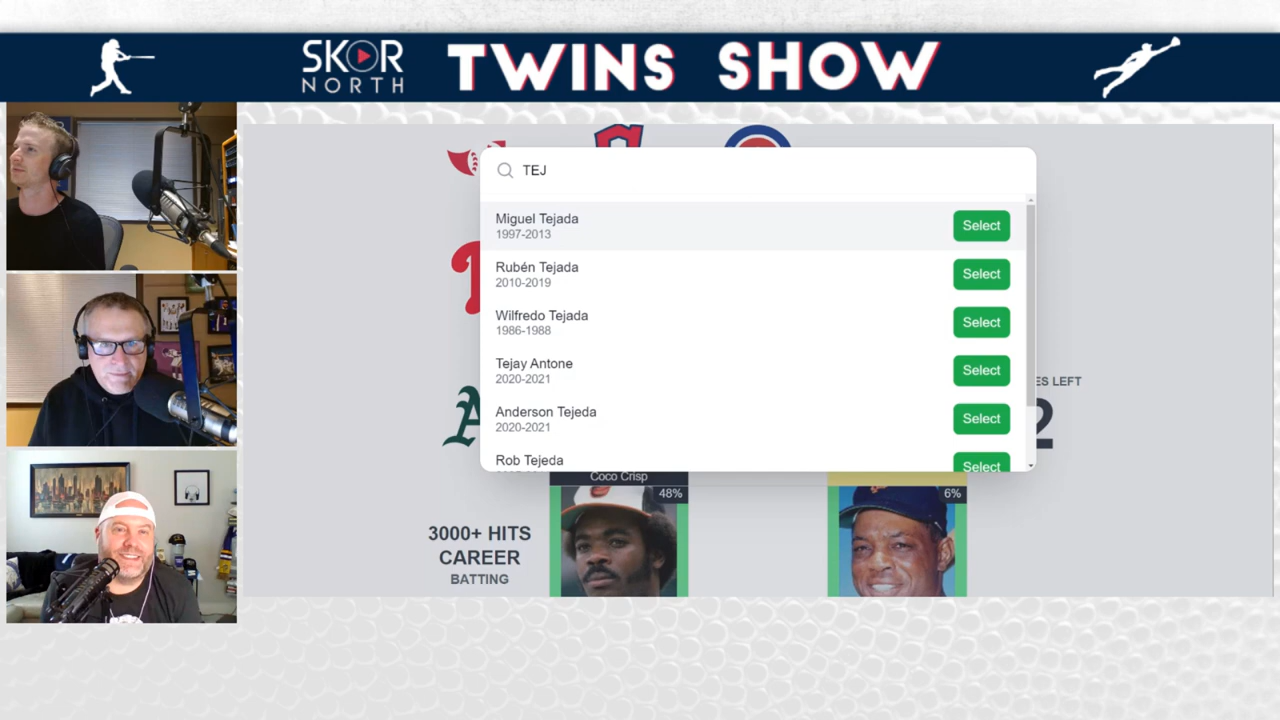 SKOR
NORTH
TWINS SHOW
TEJ
Miguel Tejada
1997-2013
Select
Rubén Tejada
2010-2019
Select
Wilfredo Tejada
1986-1988
Select
Tejay Antone
2020-2021
Select
Anderson Tejeda
2020-2021
Select
Rob Tejeda
Select
ES LEFT
2
Coco Crisp
48%
6%
3000+ HITS
CAREER
BATTING